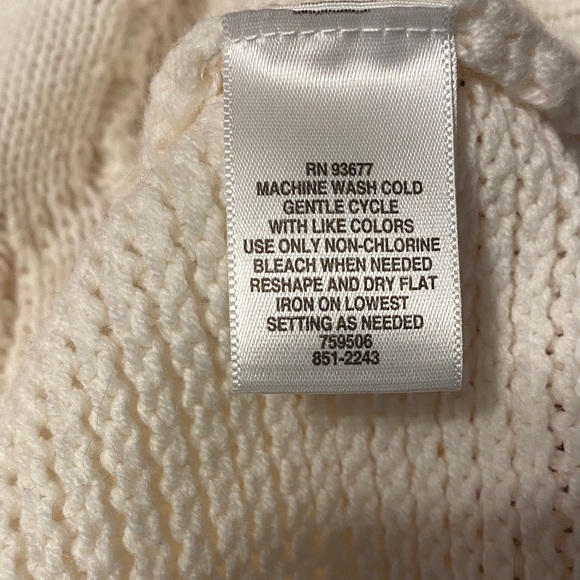 RN 93677
MACHINE WASH COLD
GENTLE CYCLE
WITH LIKE COLORS
USE ONLY NON-CHLORINE
BLEACH WHEN NEEDED
RESHAPE AND DRY FLAT
IRON ON LOWEST
SETTING AS NEEDED
759506
851-2243